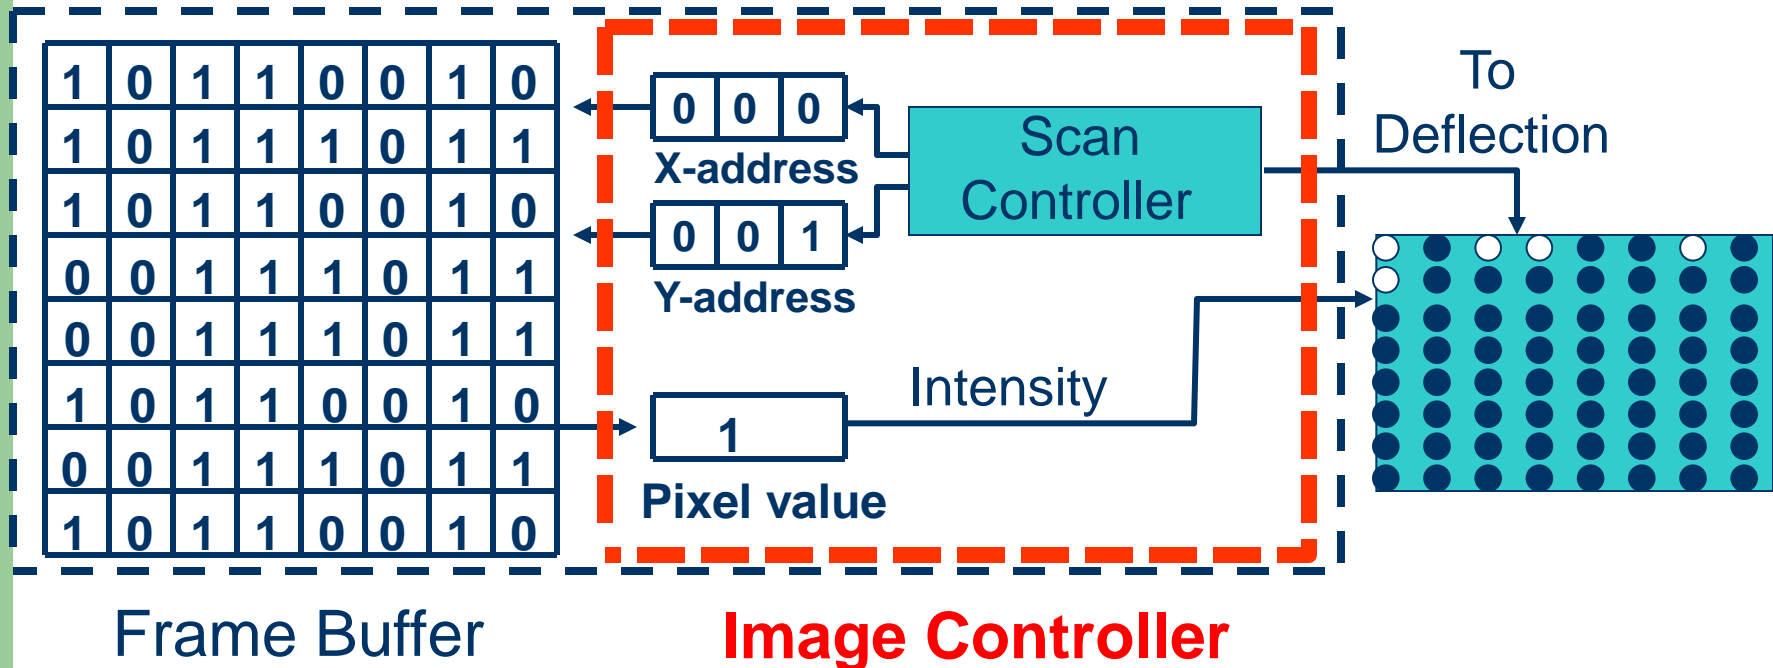 1 0 1 1 0 0 1 0
1 0 1 1 1 0 1 1
1 0 1 1 0 0 1 0
0 0 1 1 1 0 1 1
0 0 1 1 1 0 1 1
1 0 1 1 0 0 1 0
0 0 1 1 1 0 1 1
1 0 1 1 0 0 1 0
Frame Buffer
0 0 0
X-address
0 0 1
Y-address
1
Pixel value
Scan
Controller
Intensity
Image Controller
To
Deflection